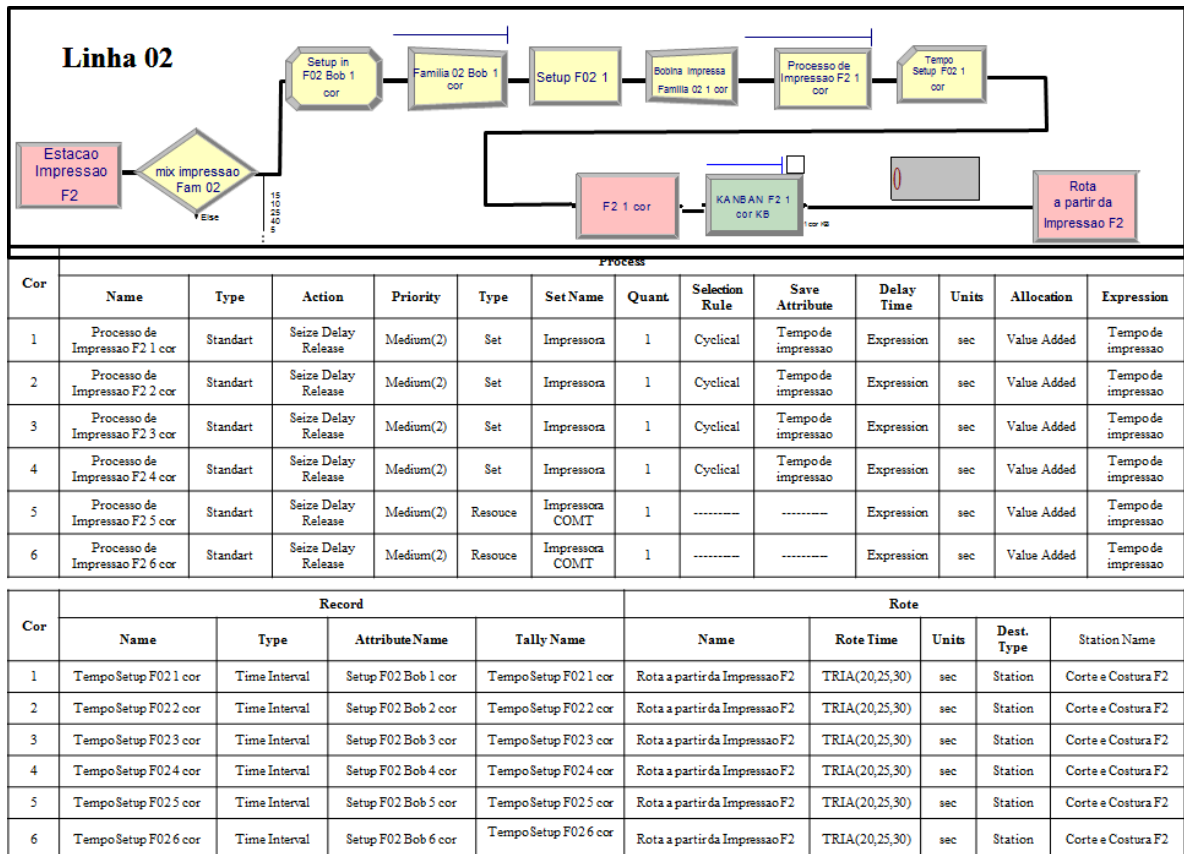 Linha 02
Setup in
F02 Bob 1
cor
Familia 02 Bob 1
cor
Setup F02 1
Bobina Impressa
Familia 02 1 cor
Processo de
Impressao F2 1
cor
Tempo
Setup F02 1
cor
Estacao
Impressao
F2
mix impressao
Fam 02
Else
15
10
25
40
5
F2 1 cor
KANBAN F2 1
cor KB
1 cor KB
0
Rota
a partir da
Impressao F2
Process
Cor Name Type Action Priority Type Set Name Quant. Selection Rule Save Attribute Delay Time Units Allocation Expression
1 Processo de Impressao F2 1 cor Standart Seize Delay Release Medium(2) Set Impressora 1 Cyclical Tempo de impressao Expression sec Value Added Tempo de impressao
2 Processo de Impressao F2 2 cor Standart Seize Delay Release Medium(2) Set Impressora 1 Cyclical Tempo de impressao Expression sec Value Added Tempo de impressao
3 Processo de Impressao F2 3 cor Standart Seize Delay Release Medium(2) Set Impressora 1 Cyclical Tempo de impressao Expression sec Value Added Tempo de impressao
4 Processo de Impressao F2 4 cor Standart Seize Delay Release Medium(2) Set Impressora 1 Cyclical Tempo de impressao Expression sec Value Added Tempo de impressao
5 Processo de Impressao F2 5 cor Standart Seize Delay Release Medium(2) Resouce Impressora COMT 1 ---------- ---------- Expression sec Value Added Tempo de impressao
6 Processo de Impressao F2 6 cor Standart Seize Delay Release Medium(2) Resouce Impressora COMT 1 ---------- ---------- Expression sec Value Added Tempo de impressao
Record Rote
Cor Name Type Attribute Name Tally Name Name Rote Time Units Dest. Type Station Name
1 Tempo Setup F02 1 cor Time Interval Setup F02 Bob 1 cor Tempo Setup F02 1 cor Rota a partir da Impressao F2 TRIA(20,25,30) sec Station Corte e Costura F2
2 Tempo Setup F02 2 cor Time Interval Setup F02 Bob 2 cor Tempo Setup F02 2 cor Rota a partir da Impressao F2 TRIA(20,25,30) sec Station Corte e Costura F2
3 Tempo Setup F02 3 cor Time Interval Setup F02 Bob 3 cor Tempo Setup F02 3 cor Rota a partir da Impressao F2 TRIA(20,25,30) sec Station Corte e Costura F2
4 Tempo Setup F02 4 cor Time Interval Setup F02 Bob 4 cor Tempo Setup F02 4 cor Rota a partir da Impressao F2 TRIA(20,25,30) sec Station Corte e Costura F2
5 Tempo Setup F02 5 cor Time Interval Setup F02 Bob 5 cor Tempo Setup F02 5 cor Rota a partir da Impressao F2 TRIA(20,25,30) sec Station Corte e Costura F2
6 Tempo Setup F02 6 cor Time Interval Setup F02 Bob 6 cor Tempo Setup F02 6 cor Rota a partir da Impressao F2 TRIA(20,25,30) sec Station Corte e Costura F2